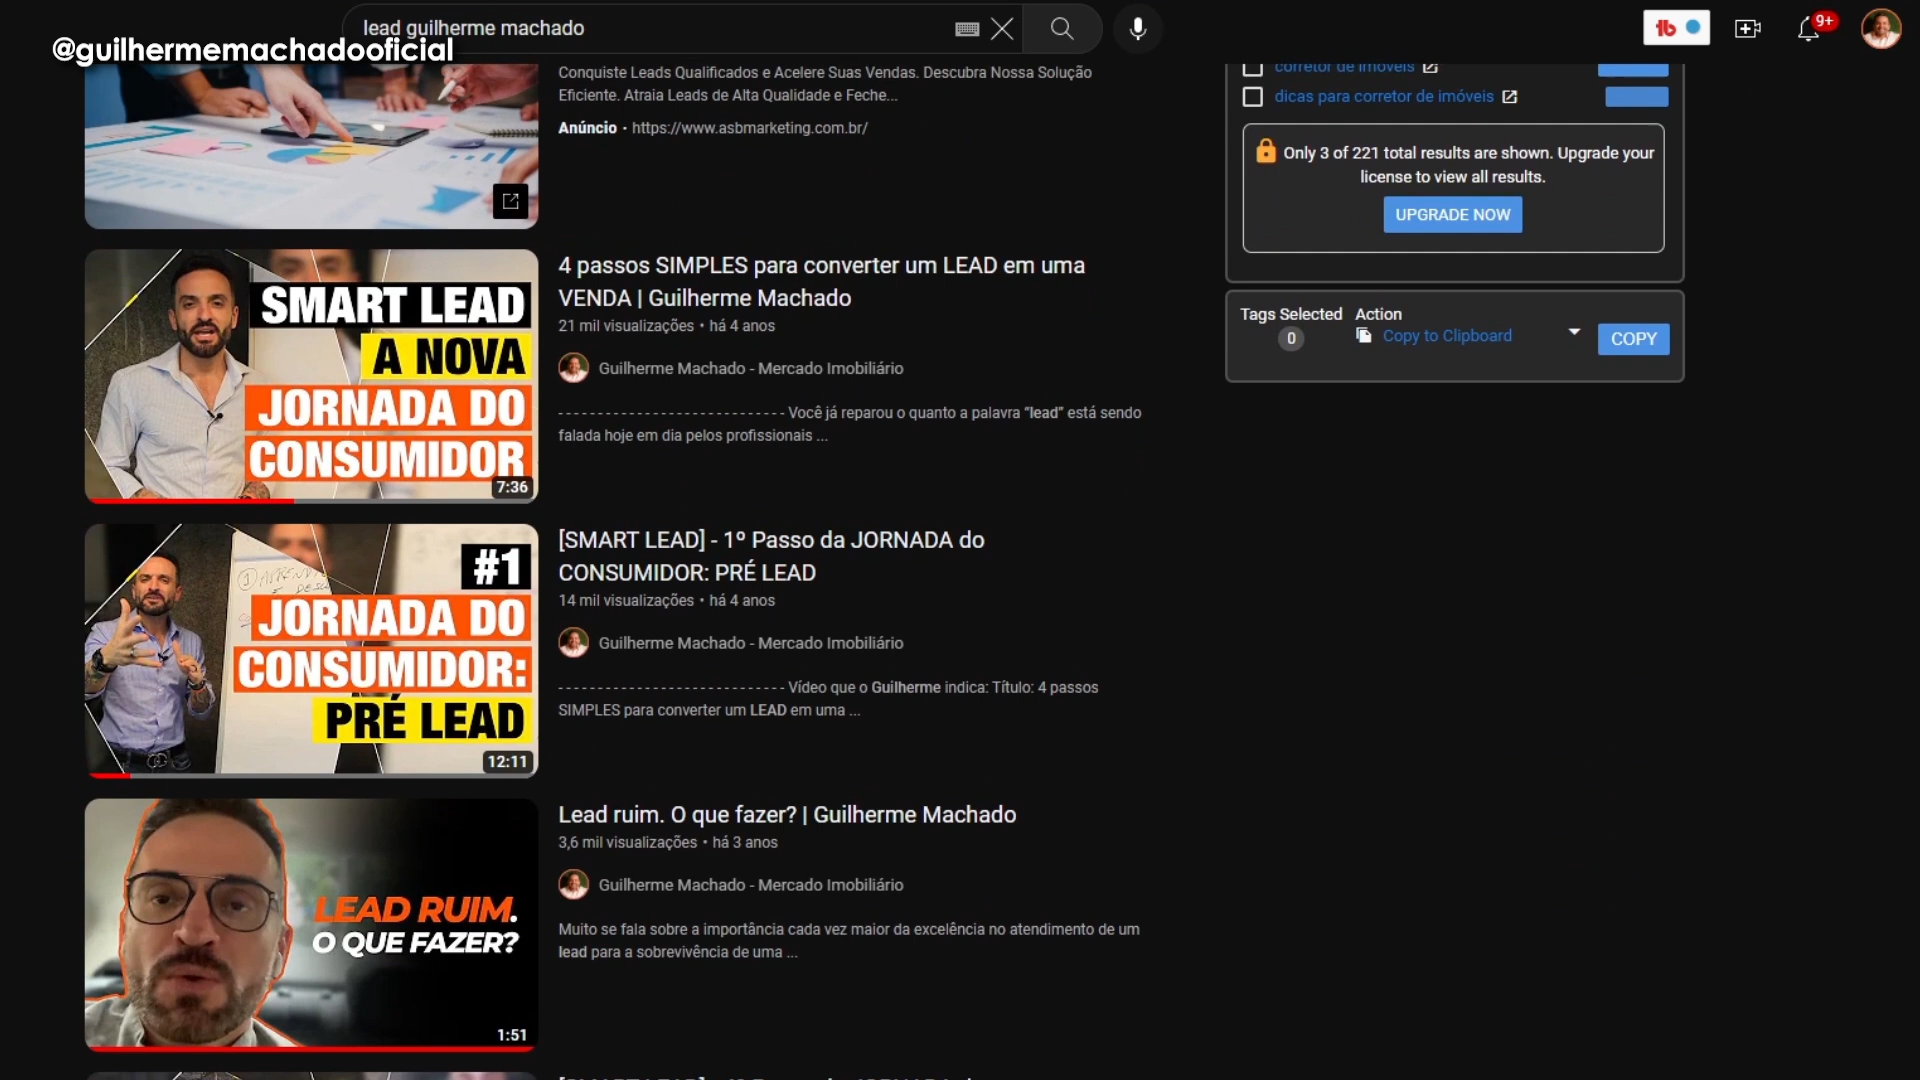 lead guilherme machado
@guilhermemachadooficial
9+
Conquiste Leads Qualificados e Acelere Suas Vendas. Descubra Nossa Solução
Eficiente. Atraia Leads de Alta Qualidade e Feche...
Anúncio · https://www.asbmarketing.com.br/
corretor de imóveis
dicas para corretor de imóveis
Only 3 of 221 total results are shown. Upgrade your
license to view all results.
UPGRADE NOW
Tags Selected
0
Action
Copy to Clipboard
COPY
SMART LEAD
A NOVA
JORNADA DO
CONSUMIDOR
7:36
4 passos SIMPLES para converter um LEAD em uma
VENDA | Guilherme Machado
21 mil visualizações • há 4 anos
Guilherme Machado - Mercado Imobiliário
- - - - - - - - - - - - - - - - - - - - - - - - - - - - - Você já reparou o quanto a palavra “lead” está sendo
falada hoje em dia pelos profissionais ...
#1
JORNADA DO
CONSUMIDOR:
PRÉ LEAD
12:11
[SMART LEAD] - 1º Passo da JORNADA do
CONSUMIDOR: PRÉ LEAD
14 mil visualizações • há 4 anos
Guilherme Machado - Mercado Imobiliário
- - - - - - - - - - - - - - - - - - - - - - - - - - - - - Vídeo que o Guilherme indica: Título: 4 passos
SIMPLES para converter um LEAD em uma ...
LEAD RUIM.
O QUE FAZER?
1:51
Lead ruim. O que fazer? | Guilherme Machado
3,6 mil visualizações • há 3 anos
Guilherme Machado - Mercado Imobiliário
Muito se fala sobre a importância cada vez maior da excelência no atendimento de um
lead para a sobrevivência de uma ...